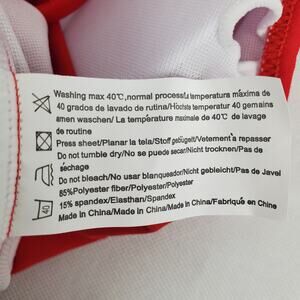 Washing max 40℃,normal process/La temperatura máxima de
40 grados de lavado de rutina/Höchste temperatur 40 gemains
amen waschen/ La température maximale de 40℃ de lavage
de routine
Press sheet/Planar la tela/Stoff gebügelt/Vetement's repasser
Do not tumble dry/No se puede secar/Nicht trocknen/Pas de
séchage
Do not bleach/No usar blanqueador/Nicht gebleicht/Pas de Javel
85%Polyester fiber/Polyester/Polyester
15% spandex/Elasthan/Spandex
Made in China/Made in China/Fabriqué en Chine